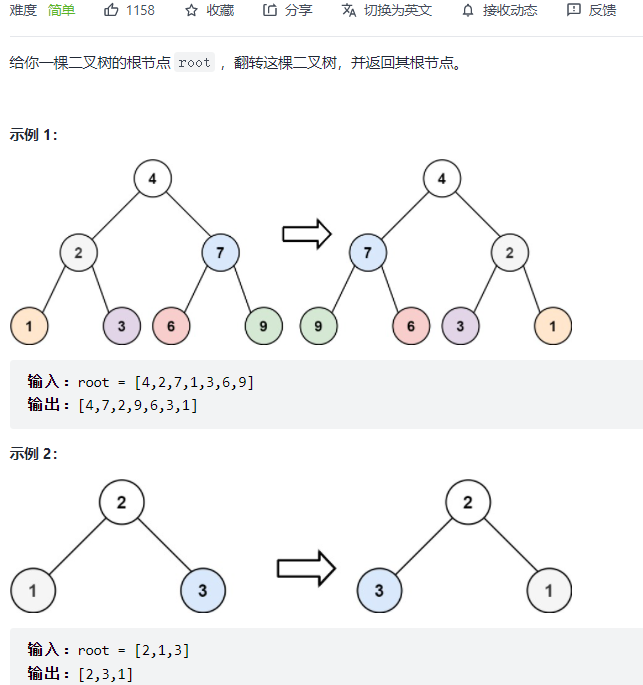 难度 简单 1158 收藏 分享 切换为英文 接收动态 反馈
给你一棵二叉树的根节点 root ，翻转这棵二叉树，并返回其根节点。
示例 1：
4 4
2 7 7 2
1 3 6 9 9 6 3 1
输入：root = [4,2,7,1,3,6,9]
输出：[4,7,2,9,6,3,1]
示例 2：
2 2
1 3 3 1
输入：root = [2,1,3]
输出：[2,3,1]